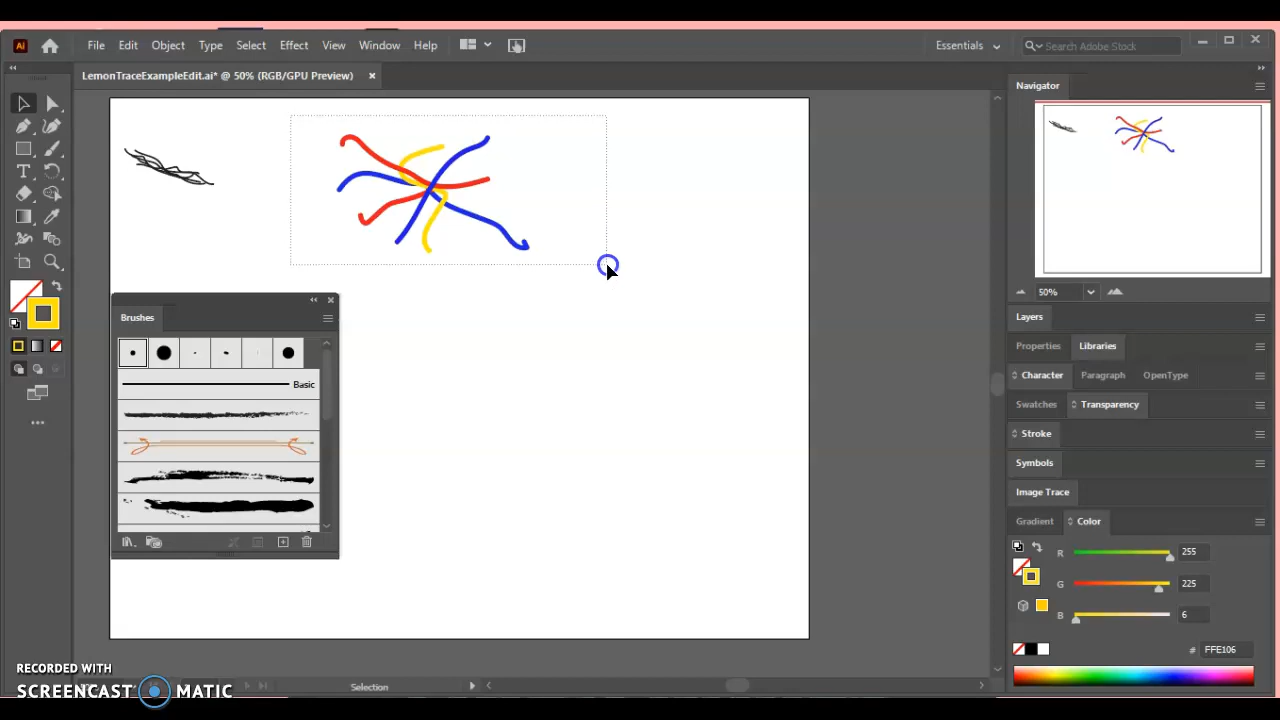 Ai File Edit Object Type Select Effect View Window Help Essentials Search Adobe Stock
LemonTraceExampleEdit.ai* @ 50% (RGB/GPU Preview)
Navigator
50%
Brushes
Basic
Layers
Properties Libraries
Character Paragraph OpenType
Swatches Transparency
Stroke
Symbols
Image Trace
Gradient Color
R 255
G 225
B 6
# FFE106
Selection
RECORDED WITH
SCREENCAST MATIC